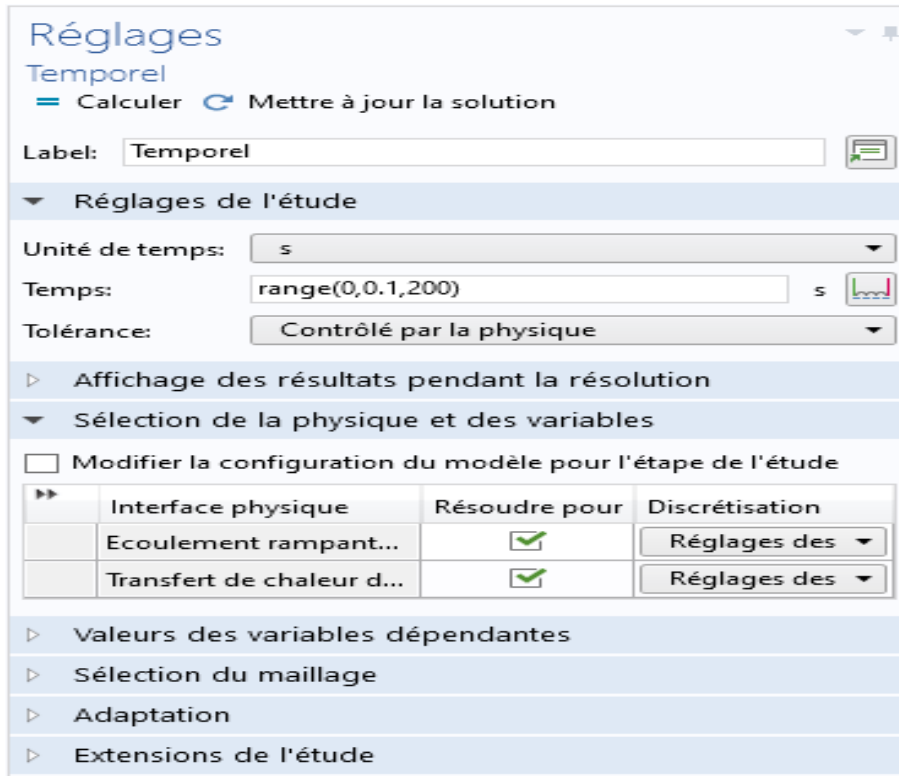 Réglages
Temporel
= Calculer Mettre à jour la solution
Label: Temporel
Réglages de l'étude
Unité de temps: s
Temps: range(0,0.1,200) s
Tolérance: Contrôlé par la physique
Affichage des résultats pendant la résolution
Sélection de la physique et des variables
Modifier la configuration du modèle pour l'étape de l'étude
Interface physique Résoudre pour Discrétisation
Ecoulement rampant... Réglages des
Transfert de chaleur d... Réglages des
Valeurs des variables dépendantes
Sélection du maillage
Adaptation
Extensions de l'étude